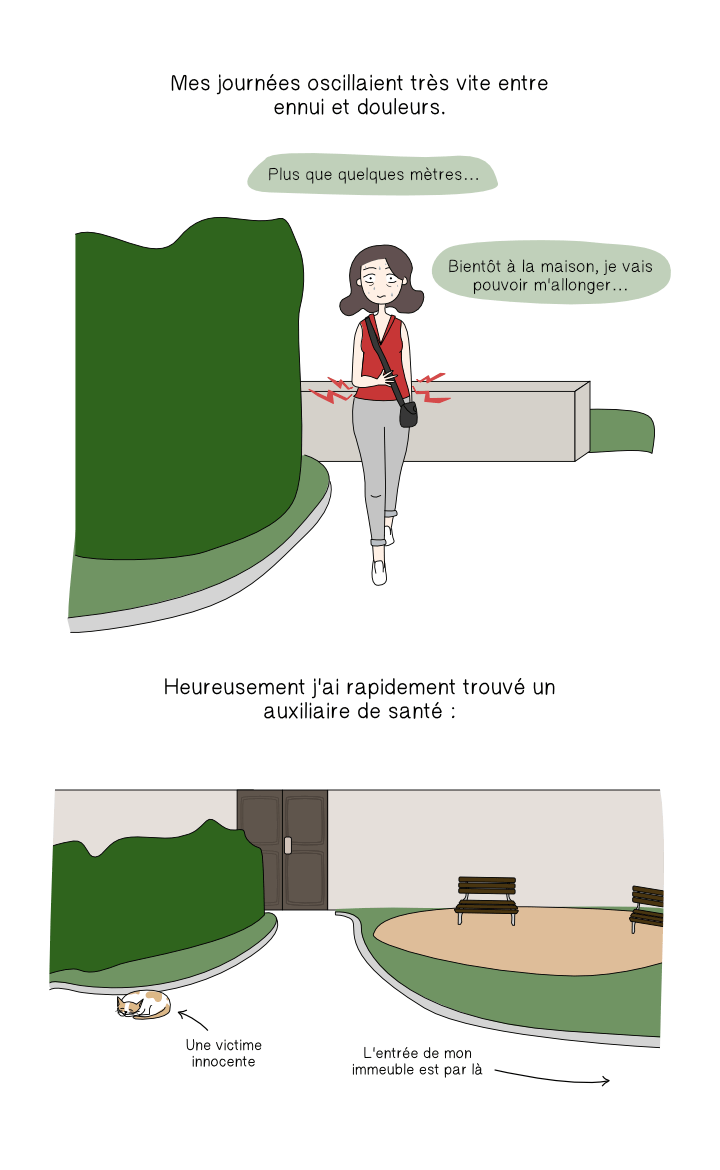 Mes journées oscillaient très vite entre
ennui et douleurs.
Plus que quelques mètres...
Bientôt à la maison, je vais
pouvoir m'allonger...
Heureusement j'ai rapidement trouvé un
auxiliaire de santé :
Une victime
innocente
L'entrée de mon
immeuble est par là